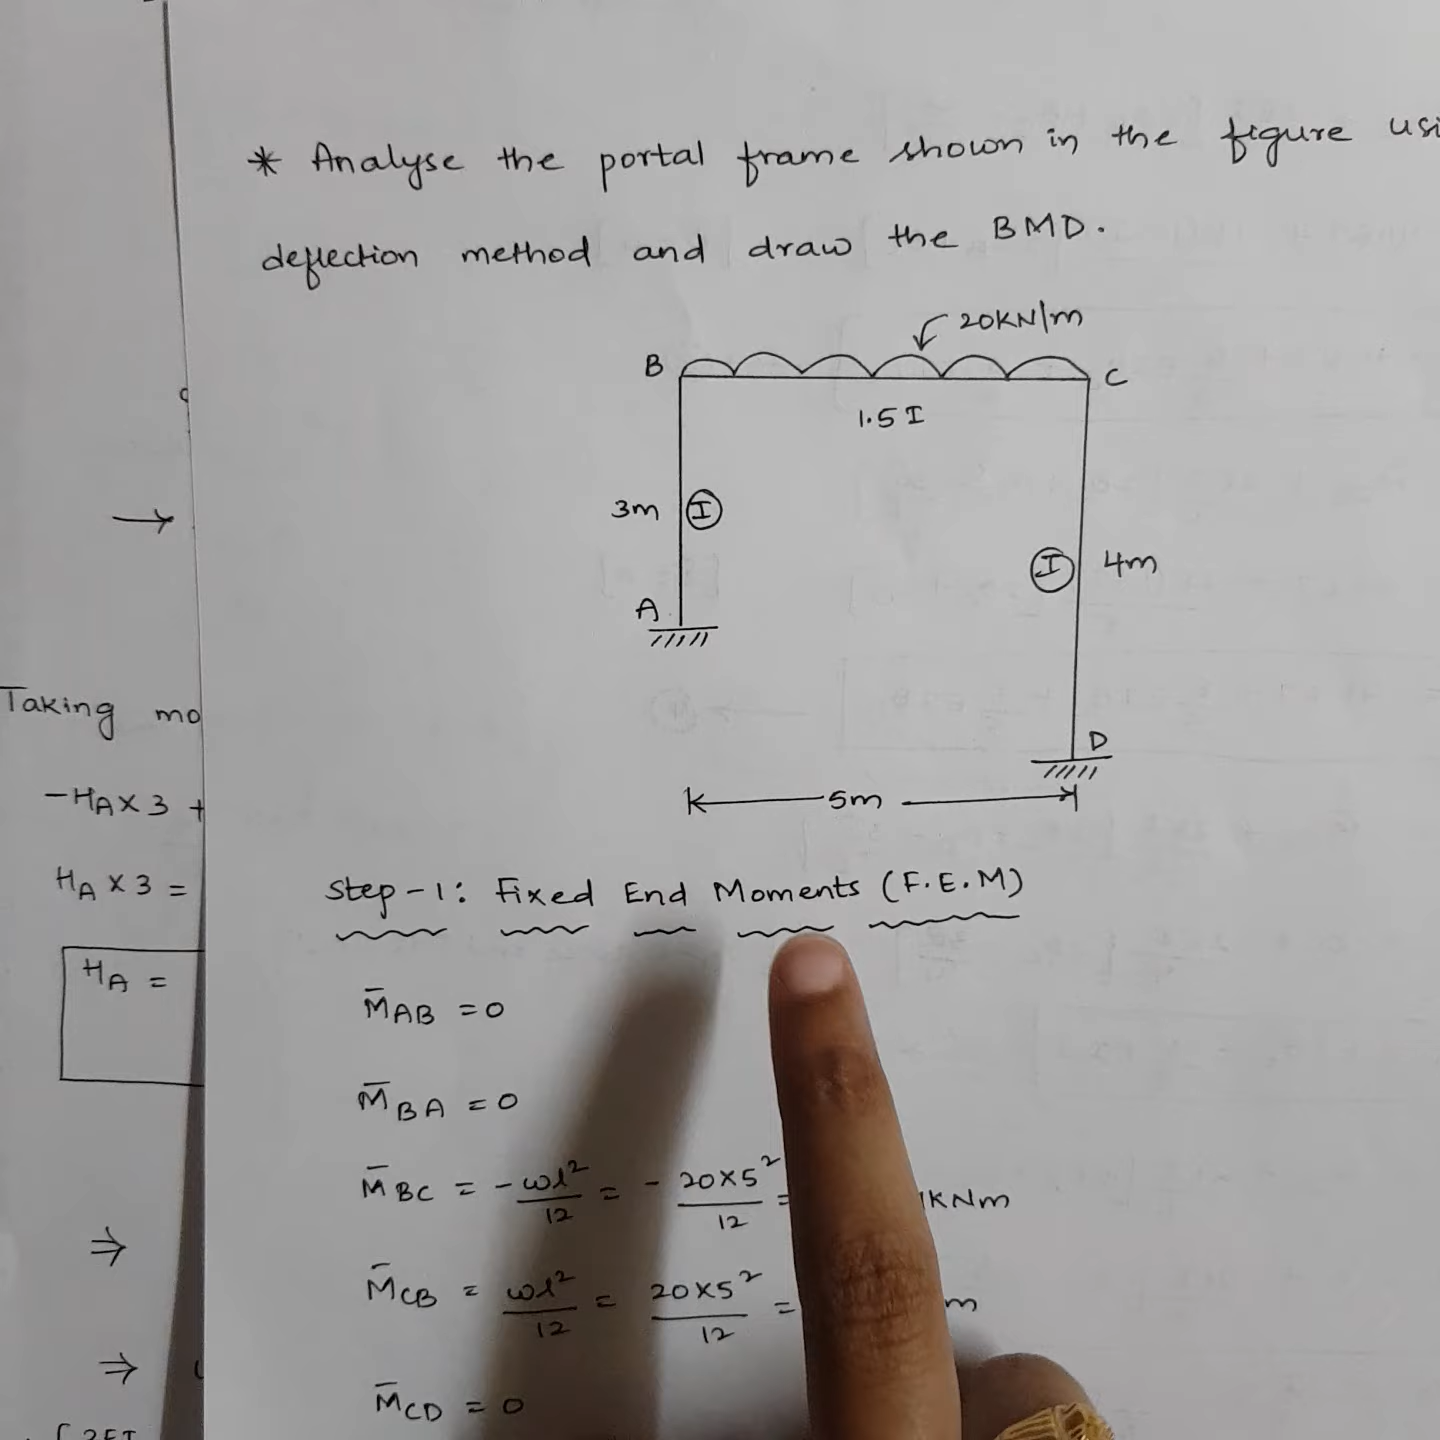 * Analyse the portal frame shown in the figure
deflection method and draw the BMD.
20KN/m
B
C
1.5 I
3m
I
I
4m
A
D
5m
Taking
-HA X 3 +
HA X 3 =
HA =
Step-1: Fixed End Moments (F.E.M)
M̄AB = 0
M̄BA = 0
M̄BC = -wl²/12 = - 20X5²/12 = KNm
M̄CB = wl²/12 = 20X5²/12 = m
M̄CD = 0